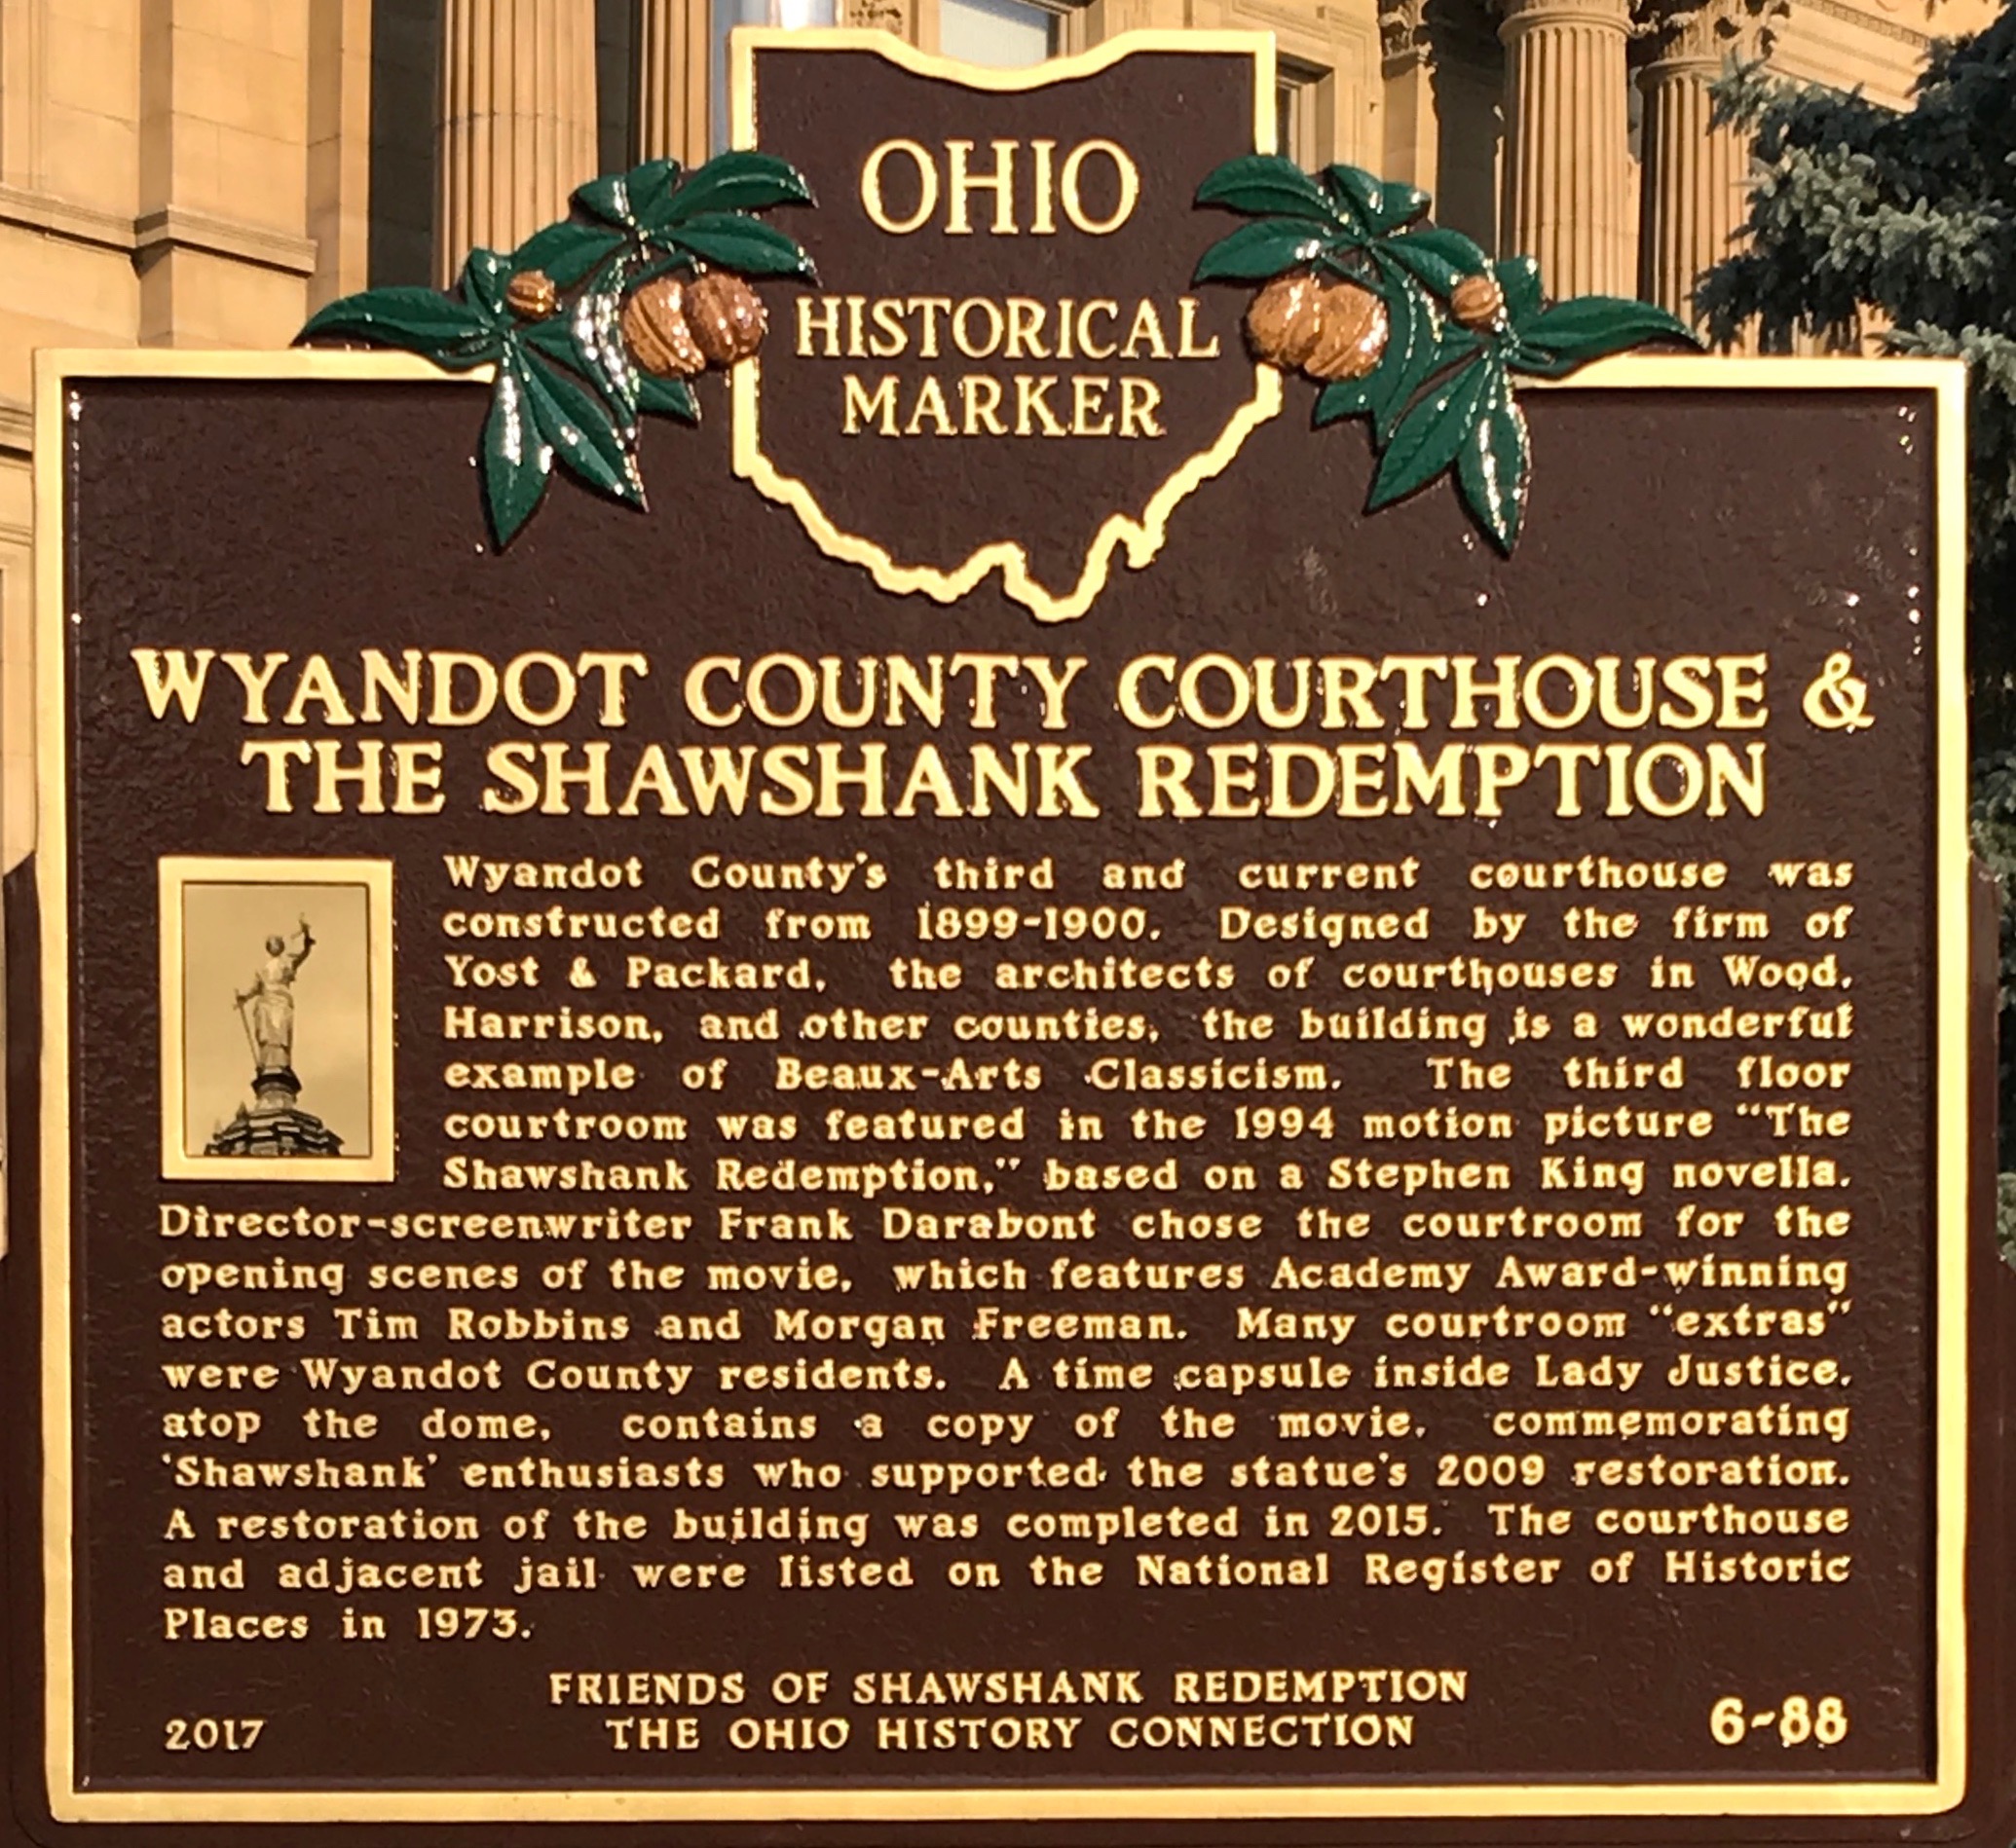 OHIO
HISTORICAL
MARKER
WYANDOT COUNTY COURTHOUSE &
THE SHAWSHANK REDEMPTION
Wyandot County's third and current courthouse was
constructed from 1899-1900. Designed by the firm of
Yost & Packard, the architects of courthouses in Wood,
Harrison, and other counties, the building is a wonderful
example of Beaux-Arts Classicism. The third floor
courtroom was featured in the 1994 motion picture "The
Shawshank Redemption," based on a Stephen King novella.
Director-screenwriter Frank Darabont chose the courtroom for the
opening scenes of the movie, which features Academy Award-winning
actors Tim Robbins and Morgan Freeman. Many courtroom "extras"
were Wyandot County residents. A time capsule inside Lady Justice,
atop the dome, contains a copy of the movie, commemorating
'Shawshank' enthusiasts who supported the statue's 2009 restoration.
A restoration of the building was completed in 2015. The courthouse
and adjacent jail were listed on the National Register of Historic
Places in 1973.
FRIENDS OF SHAWSHANK REDEMPTION
2017 THE OHIO HISTORY CONNECTION 6-88